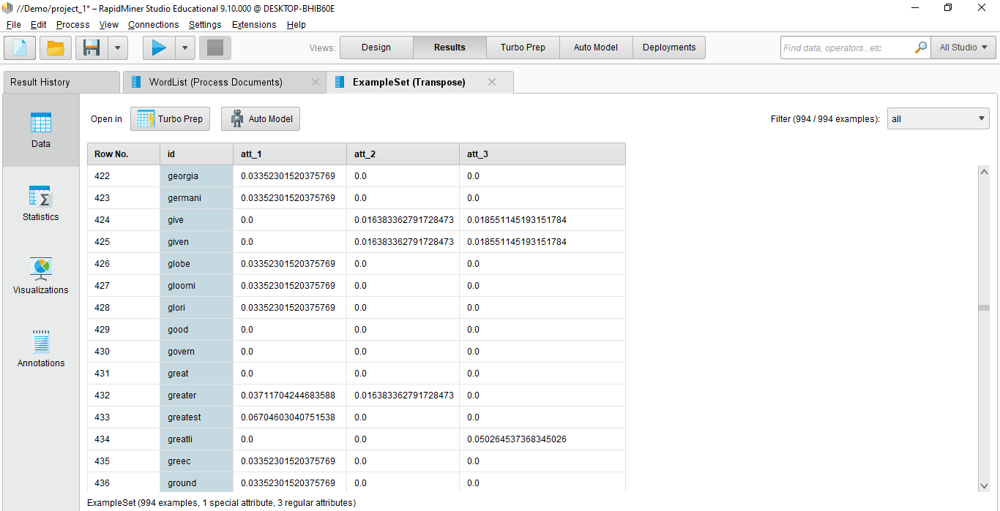 //Demo/project_1* – RapidMiner Studio Educational 9.10.000 @ DESKTOP-BHIB60E
File Edit Process View Connections Settings Extensions Help
Views: Design Results Turbo Prep Auto Model Deployments Find data, operators...etc All Studio
Result History WordList (Process Documents) ExampleSet (Transpose)
Open in Turbo Prep Auto Model Filter (994 / 994 examples): all
Data
Statistics
Visualizations
Annotations
Row No. id att_1 att_2 att_3
422 georgia 0.03352301520375769 0.0 0.0
423 germani 0.03352301520375769 0.0 0.0
424 give 0.0 0.016383362791728473 0.018551145193151784
425 given 0.0 0.016383362791728473 0.018551145193151784
426 globe 0.03352301520375769 0.0 0.0
427 gloomi 0.03352301520375769 0.0 0.0
428 glori 0.03352301520375769 0.0 0.0
429 good 0.0 0.0 0.0
430 govern 0.0 0.0 0.0
431 great 0.0 0.0 0.0
432 greater 0.03711704244683588 0.016383362791728473 0.0
433 greatest 0.06704603040751538 0.0 0.0
434 greatli 0.0 0.0 0.050264537368345026
435 greec 0.03352301520375769 0.0 0.0
436 ground 0.03352301520375769 0.0 0.0
ExampleSet (994 examples, 1 special attribute, 3 regular attributes)